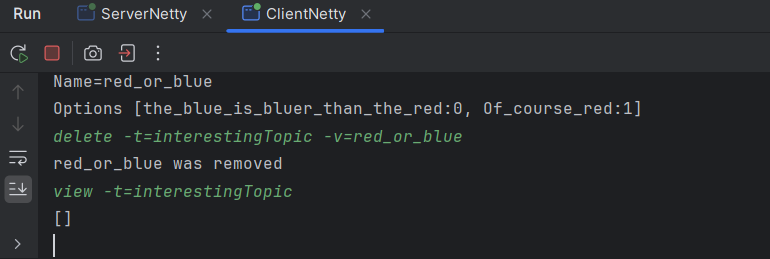 Run ServerNetty ClientNetty
Name=red_or_blue
Options [the_blue_is_bluer_than_the_red:0, Of_course_red:1]
delete -t=interestingTopic -v=red_or_blue
red_or_blue was removed
view -t=interestingTopic
[]